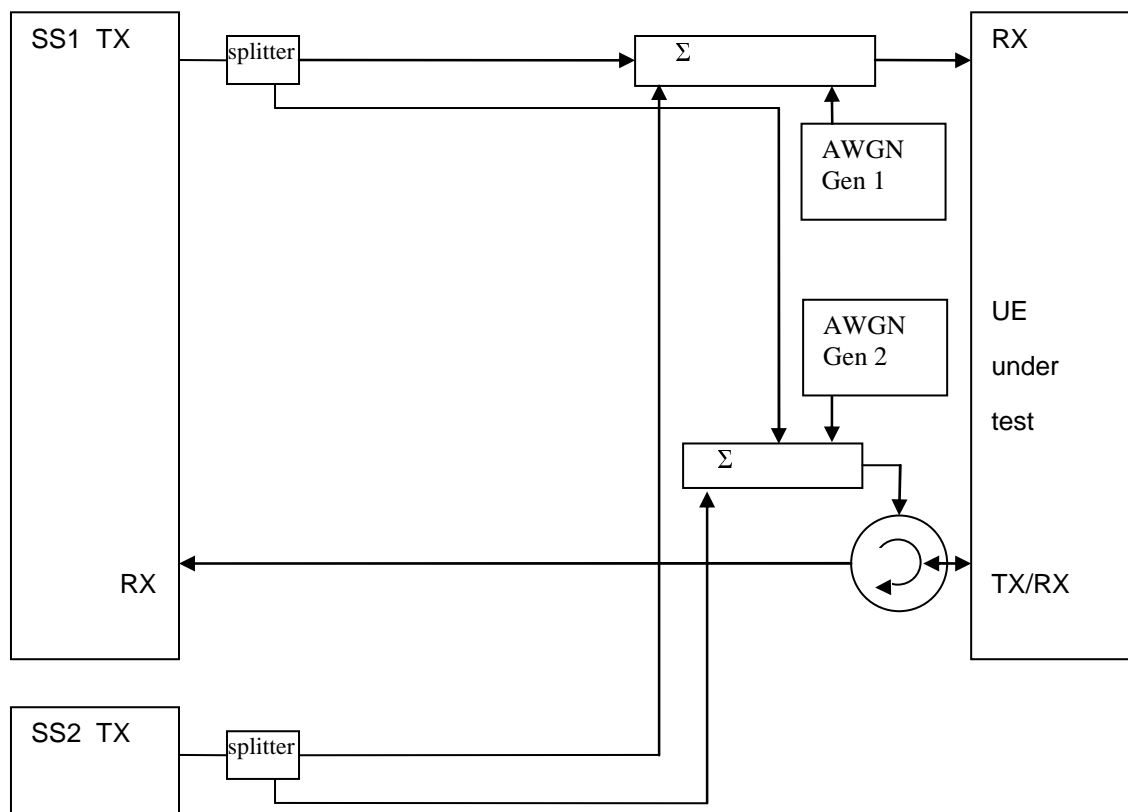 SS1 TX
splitter
Σ
RX
AWGN
Gen 1
AWGN
Gen 2
UE
under
test
Σ
RX
TX/RX
SS2 TX
splitter